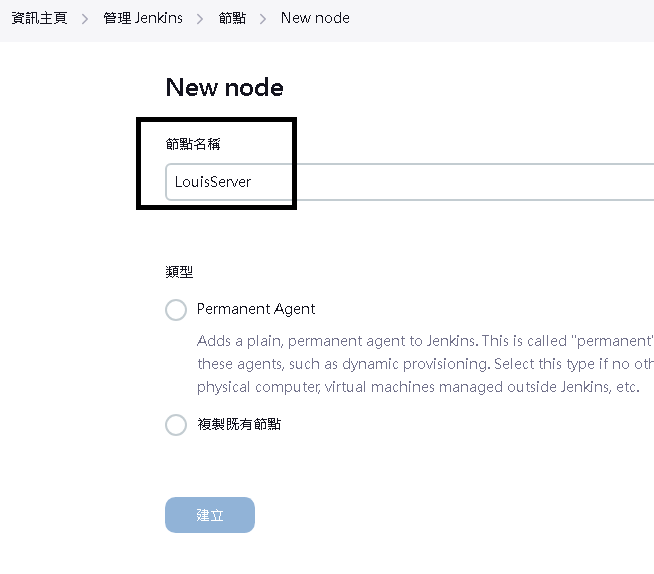 資訊主頁 > 管理 Jenkins > 節點 > New node
New node
節點名稱
LouisServer
類型
Permanent Agent
Adds a plain, permanent agent to Jenkins. This is called "permanent"
these agents, such as dynamic provisioning. Select this type if no
physical computer, virtual machines managed outside Jenkins, etc.
複製既有節點
建立